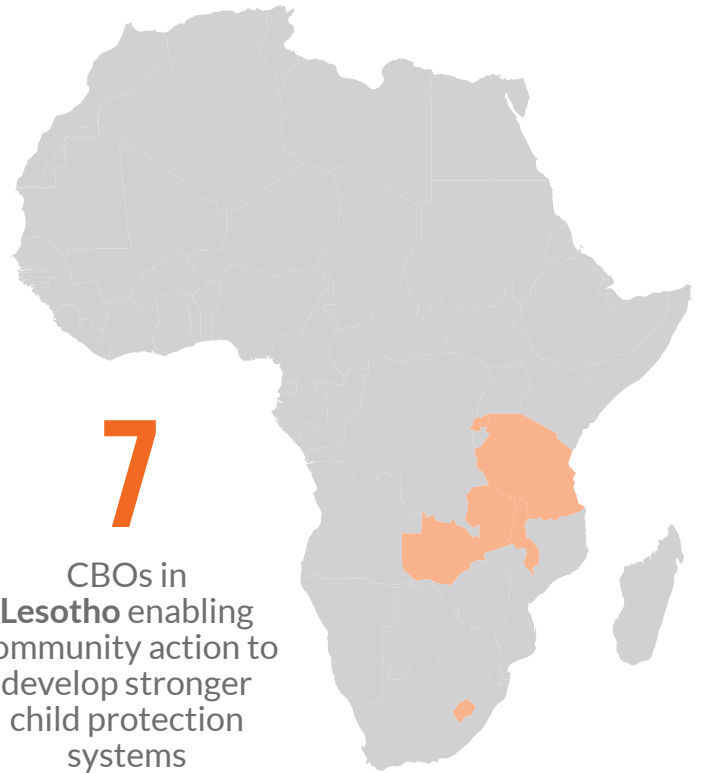 7
CBOs in
Lesotho enabling
ommunity action to
develop stronger
child protection
systems